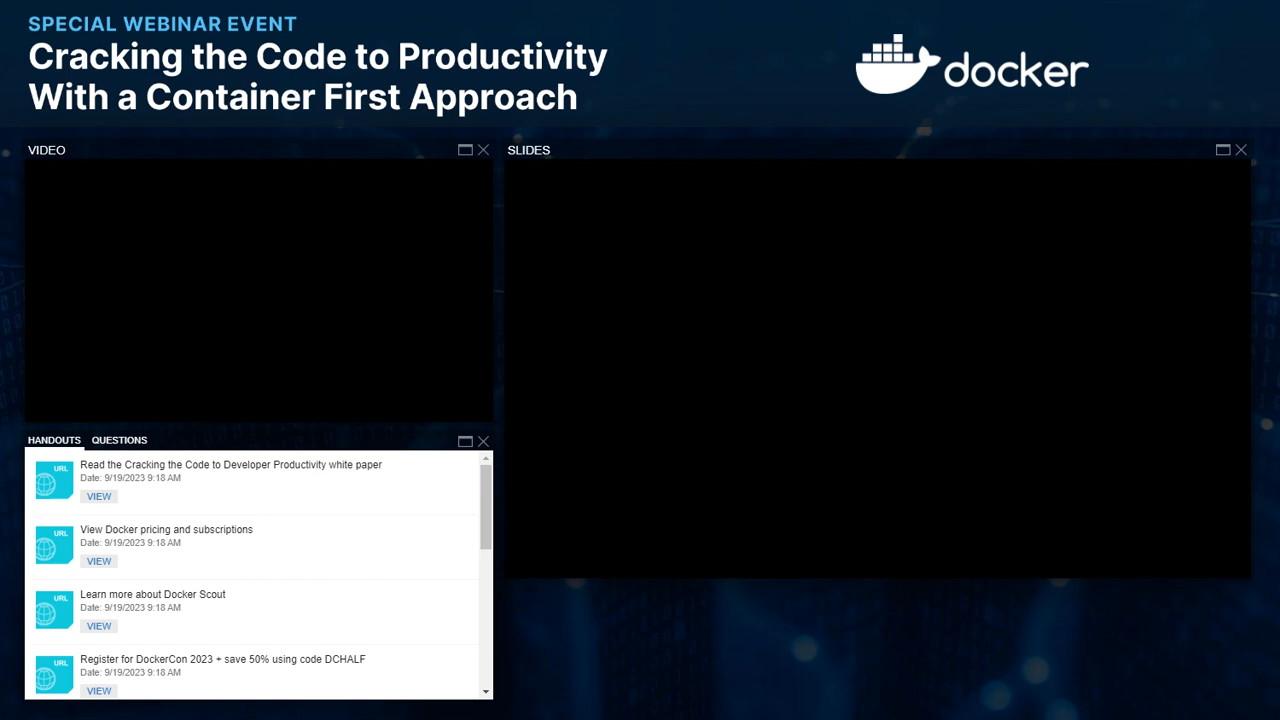 SPECIAL WEBINAR EVENT
Cracking the Code to Productivity
With a Container First Approach
docker
VIDEO
SLIDES
HANDOUTS QUESTIONS
URL
Read the Cracking the Code to Developer Productivity white paper
Date: 9/19/2023 9:18 AM
VIEW
URL
View Docker pricing and subscriptions
Date: 9/19/2023 9:18 AM
VIEW
URL
Learn more about Docker Scout
Date: 9/19/2023 9:18 AM
VIEW
URL
Register for DockerCon 2023 + save 50% using code DCHALF
Date: 9/19/2023 9:18 AM
VIEW